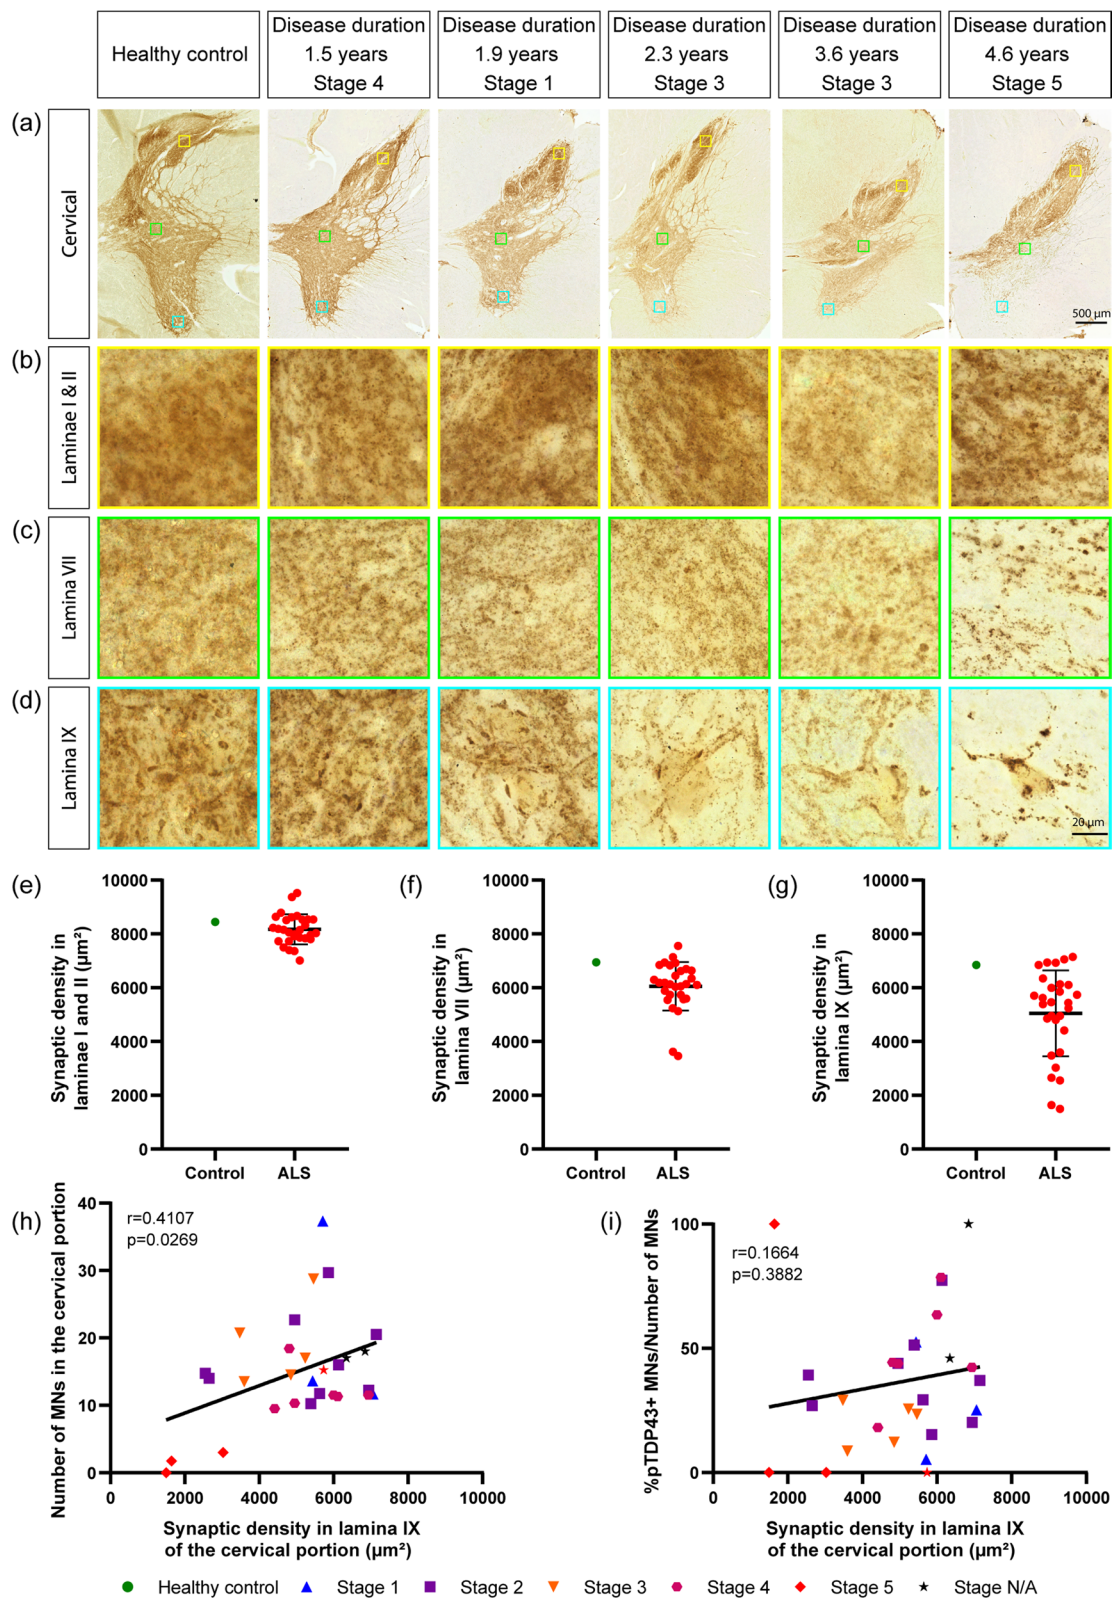 Healthy control
Disease duration
1.5 years
Stage 4
Disease duration
1.9 years
Stage 1
Disease duration
2.3 years
Stage 3
Disease duration
3.6 years
Stage 3
Disease duration
4.6 years
Stage 5
(a)
Cervical
500 µm
(b)
Laminae I & II
(c)
Lamina VII
(d)
Lamina IX
20 µm
(e)
Synaptic density in
laminae I and II (µm²)
10000
8000
6000
4000
2000
0
Control
ALS
(f)
Synaptic density in
lamina VII (µm²)
10000
8000
6000
4000
2000
0
Control
ALS
(g)
Synaptic density in
lamina IX (µm²)
10000
8000
6000
4000
2000
0
Control
ALS
(h)
Number of MNs in the cervical portion
40
30
20
10
0
r=0.4107
p=0.0269
0 2000 4000 6000 8000 10000
Synaptic density in lamina IX
of the cervical portion (µm²)
(i)
%pTDP43+ MNs/Number of MNs
100
50
0
r=0.1664
p=0.3882
0 2000 4000 6000 8000 10000
Synaptic density in lamina IX
of the cervical portion (µm²)
Healthy control Stage 1 Stage 2 Stage 3 Stage 4 Stage 5 Stage N/A